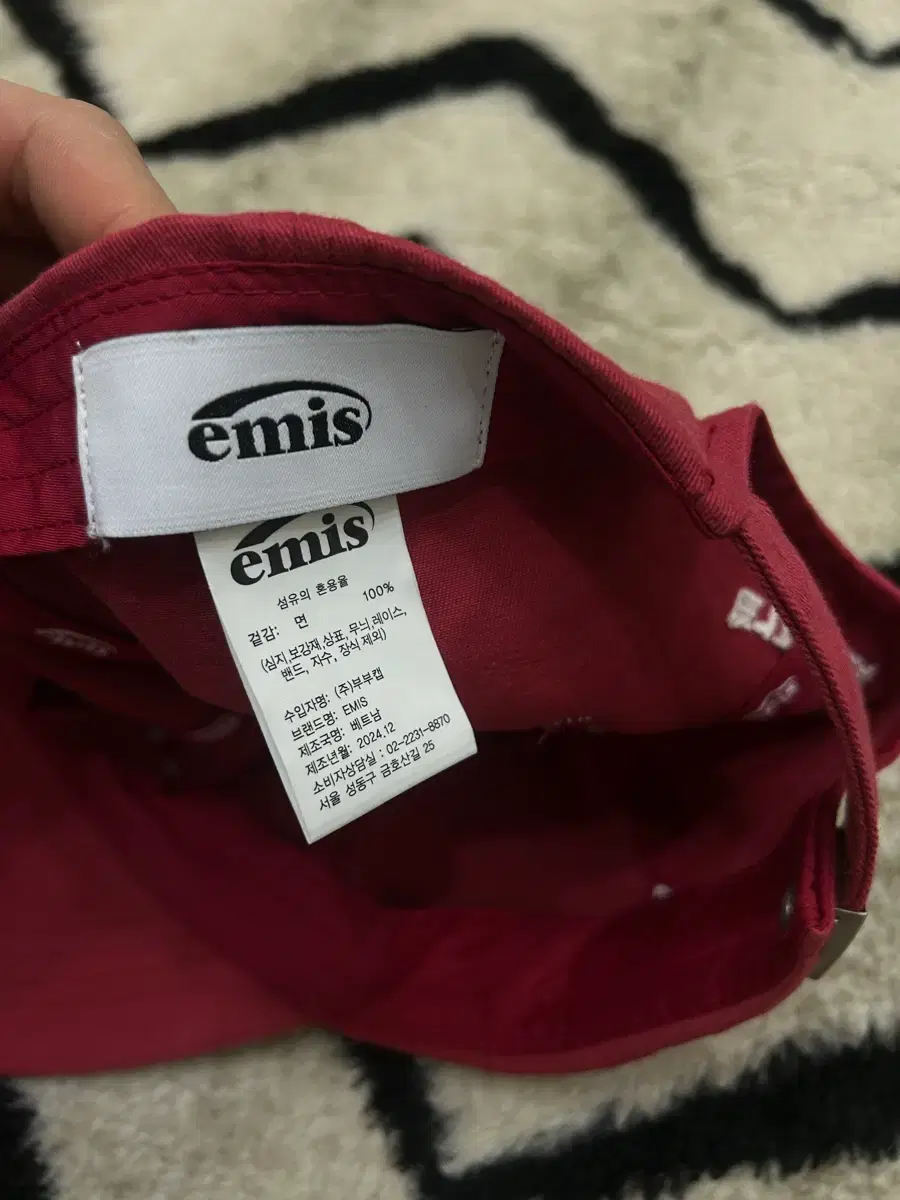 emis
emis
섬유의 혼용율
겉감: 면 100%
(심지,보강재,상표,무늬,레이스,
밴드, 자수, 장식 제외)
수입자명: (주)부부캡
브랜드명: EMIS
제조국명: 베트남
제조년월: 2024.12
소비자상담실 : 02-2231-8870
서울 성동구 금호산길 25